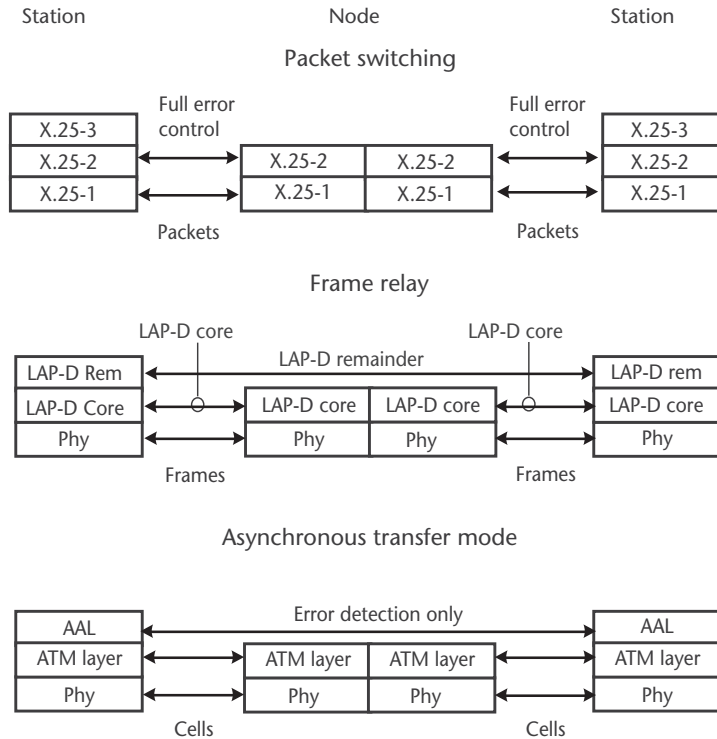 Station Node Station
Packet switching
Full error control Full error control
X.25-3 X.25-3
X.25-2 X.25-2 X.25-2 X.25-2
X.25-1 X.25-1 X.25-1 X.25-1
Packets Packets
Frame relay
LAP-D core LAP-D core
LAP-D remainder
LAP-D Rem LAP-D rem
LAP-D Core LAP-D core LAP-D core LAP-D core
Phy Phy Phy Phy
Frames Frames
Asynchronous transfer mode
Error detection only
AAL AAL
ATM layer ATM layer ATM layer ATM layer
Phy Phy Phy Phy
Cells Cells